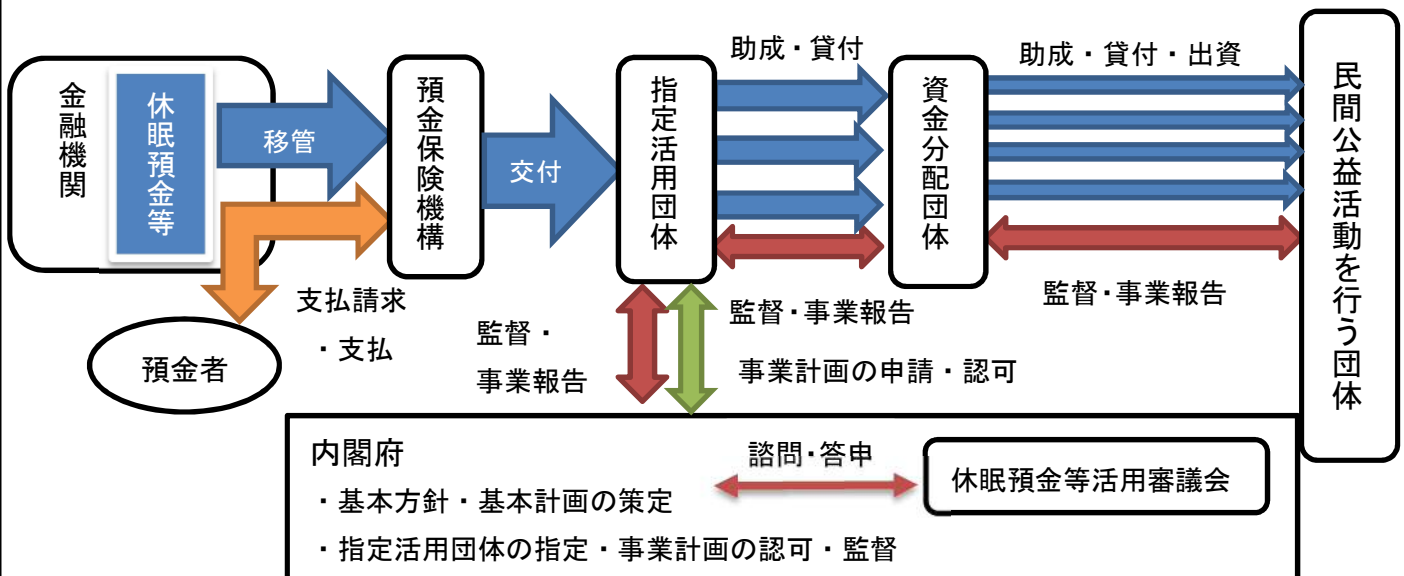 助成・貸付
助成・貸付・出資
金融機関
休眠預金等
移管
預金保険機構
交付
指定活用団体
資金分配団体
民間公益活動を行う団体
支払請求
・支払
預金者
監督・
事業報告
監督・事業報告
監督・事業報告
事業計画の申請・認可
内閣府
諮問・答申
休眠預金等活用審議会
・基本方針・基本計画の策定
・指定活用団体の指定・事業計画の認可・監督